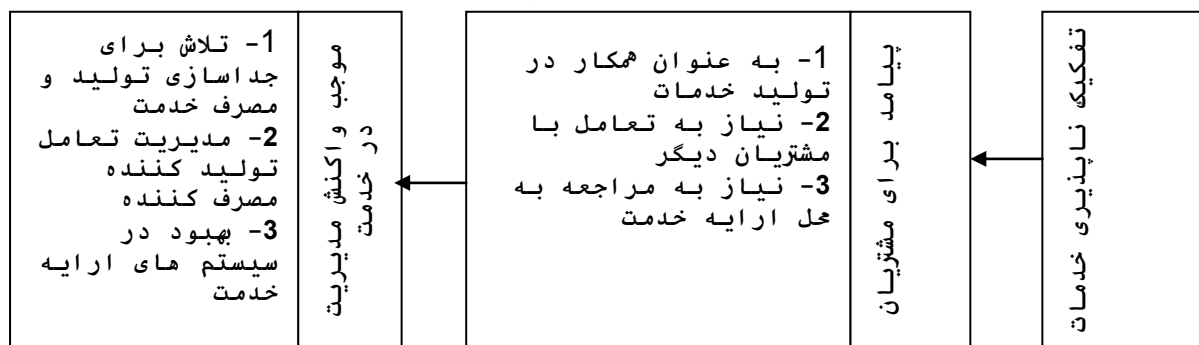 تفکیک ناپذیری خدمات
پیامد برای مشتریان
1- به عنوان همکار در
تولید خدمات
2- نیاز به تعامل با
مشتریان دیگر
3- نیاز به مراجعه به
محل ارایه خدمت
موجب واکنش مدیریت
در خدمت
1- تلاش برای
جداسازی تولید و
مصرف خدمت
2- مدیریت تعامل
تولید کننده
مصرف کننده
3- بهبود در
سیستم های ارایه
خدمت